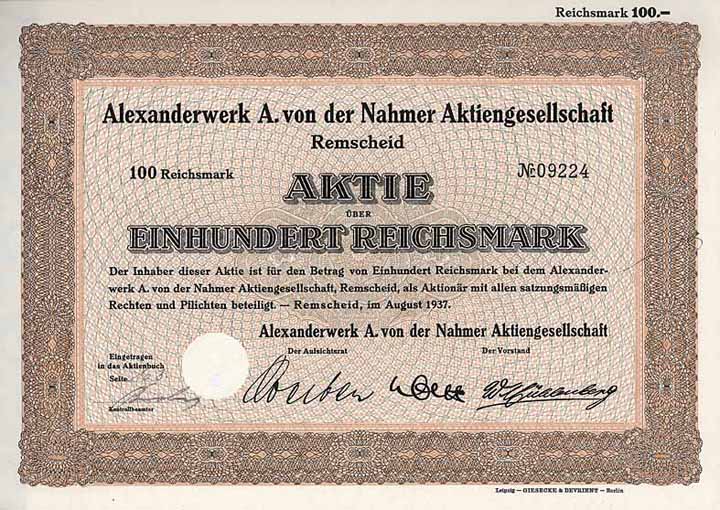 Reichsmark 100.—
Alexanderwerk A. von der Nahmer Aktiengesellschaft
Remscheid
100 Reichsmark
№ 09224
AKTIE
ÜBER
EINHUNDERT REICHSMARK
Der Inhaber dieser Aktie ist für den Betrag von Einhundert Reichsmark bei dem Alexander-
werk A. von der Nahmer Aktiengesellschaft, Remscheid, als Aktionär mit allen satzungsmäßigen
Rechten und Pflichten beteiligt. — Remscheid, im August 1937.
Alexanderwerk A. von der Nahmer Aktiengesellschaft
Eingetragen
in das Aktienbuch
Seite
Kontrollbeamter
Der Aufsichtsrat
Der Vorstand
Leipzig — GIESECKE & DEVRIENT — Berlin